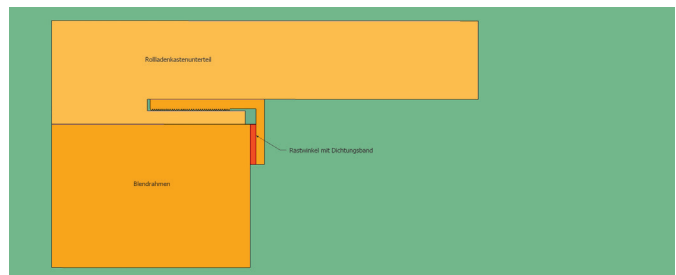 Rollladenkastenunterteil
Rastwinkel mit Dichtungsband
Blendrahmen